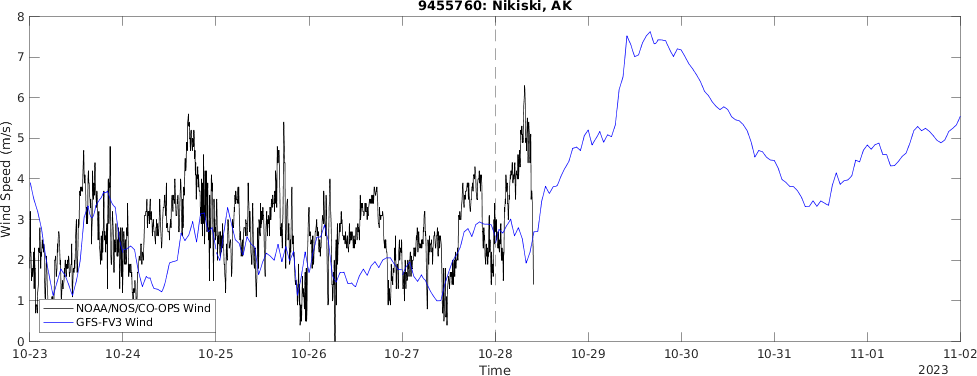 9455760: Nikiski, AK
8
7
6
5
4
3
2
1
0
Wind Speed (m/s)
NOAA/NOS/CO-OPS Wind
GFS-FV3 Wind
10-23 10-24 10-25 10-26 10-27 10-28 10-29 10-30 10-31 11-01 11-02
Time
2023